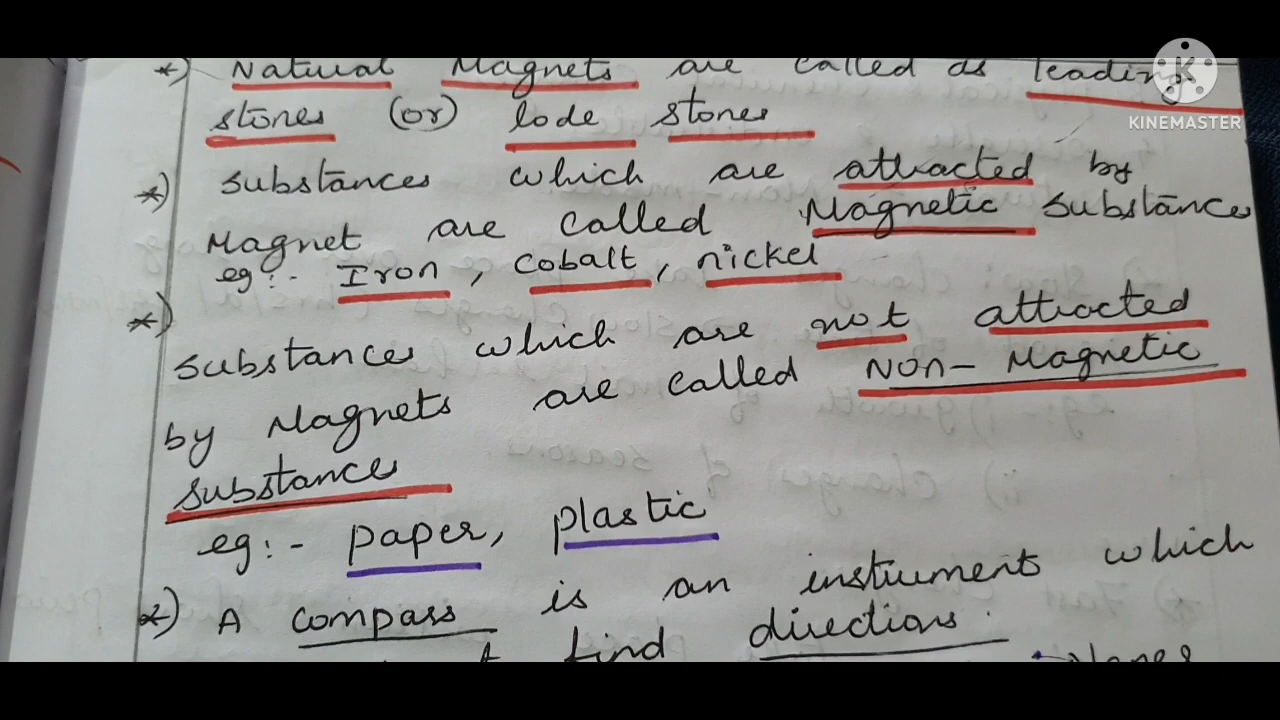 *) Natural Magnets are called as leading
stones (or) lode stones
*) Substances which are attracted by
Magnet are called Magnetic substance
eg:- Iron, Cobalt, nickel
*) Substances which are not attracted
by Magnets are called Non-Magnetic
substance
eg:- paper, plastic
*) A compass is an instrument which
find directions.
KINEMASTER